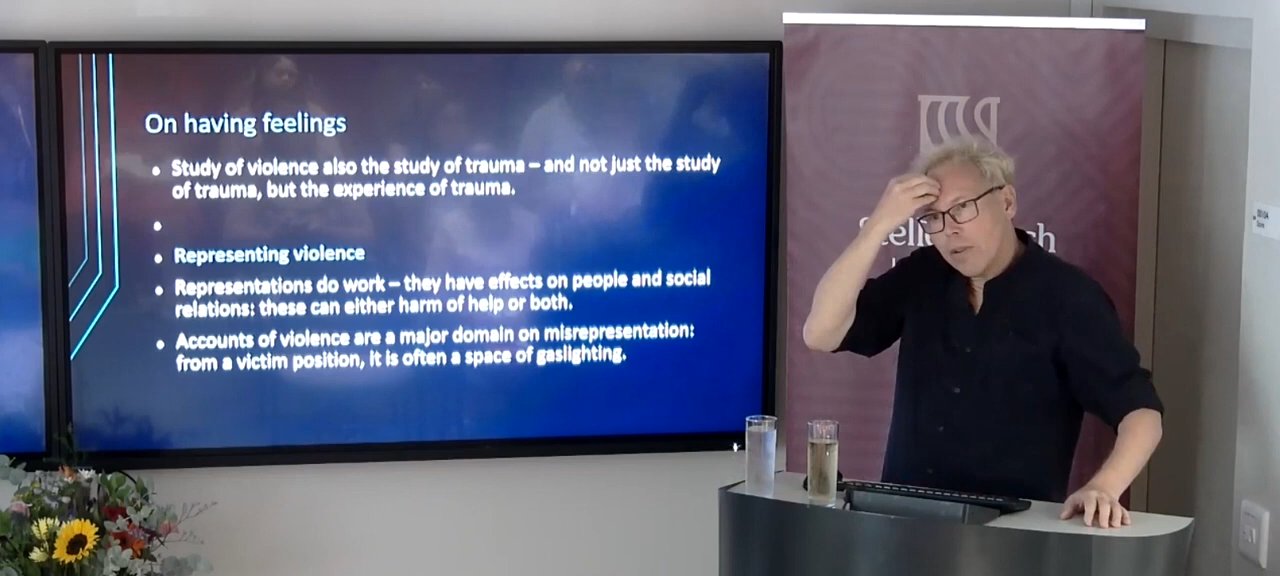 On having feelings
• Study of violence also the study of trauma – and not just the study
of trauma, but the experience of trauma.
•
• Representing violence
• Representations do work – they have effects on people and social
relations: these can either harm of help or both.
• Accounts of violence are a major domain on misrepresentation:
from a victim position, it is often a space of gaslighting.